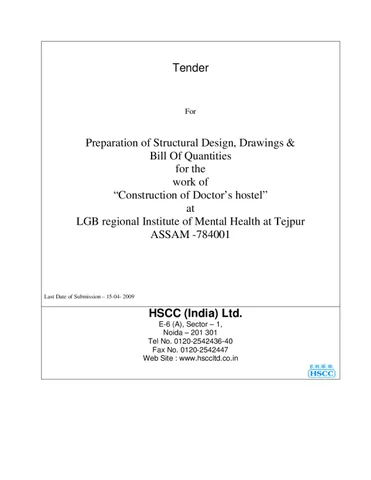 Tender
For
Preparation of Structural Design, Drawings &
Bill Of Quantities
for the
work of
“Construction of Doctor’s hostel”
at
LGB regional Institute of Mental Health at Tejpur
ASSAM -784001
Last Date of Submission – 15-04- 2009
HSCC (India) Ltd.
E-6 (A), Sector – 1,
Noida – 201 301
Tel No. 0120-2542436-40
Fax No. 0120-2542447
Web Site : www.hsccltd.co.in
HSCC